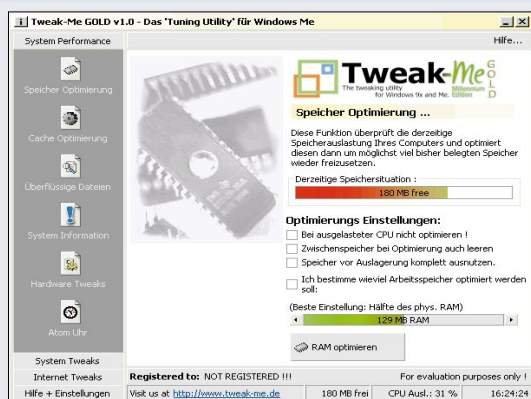 Tweak-Me GOLD v1.0 - Das 'Tuning Utility' für Windows Me
System Performance
Hilfe...
Speicher Optimierung
Cache Optimierung
Überflüssige Dateien
System Information
Hardware Tweaks
Atom Uhr
System Tweaks
Internet Tweaks
Hilfe + Einstellungen
Tweak-Me GOLD
The tweaking utility
for Windows 9x and Me.
Millennium
Edition
Speicher Optimierung ...
Diese Funktion überprüft die derzeitige
Speicherauslastung Ihres Computers und optimiert
diesen dann um möglichst viel bisher belegten Speicher
wieder freizusetzen.
Derzeitige Speichersituation :
180 MB free
Optimierungs Einstellungen:
Bei ausgelasteter CPU nicht optimieren !
Zwischenspeicher bei Optimierung auch leeren
Speicher vor Auslagerung komplett ausnutzen.
Ich bestimme wieviel Arbeitsspeicher optimiert werden
soll:
(Beste Einstellung: Hälfte des phys. RAM)
129 MB RAM
RAM optimieren
Registered to: NOT REGISTERED !!!
For evaluation purposes only !
Visit us at http://www.tweak-me.de
180 MB frei
CPU Ausl.: 31 %
16:24:24